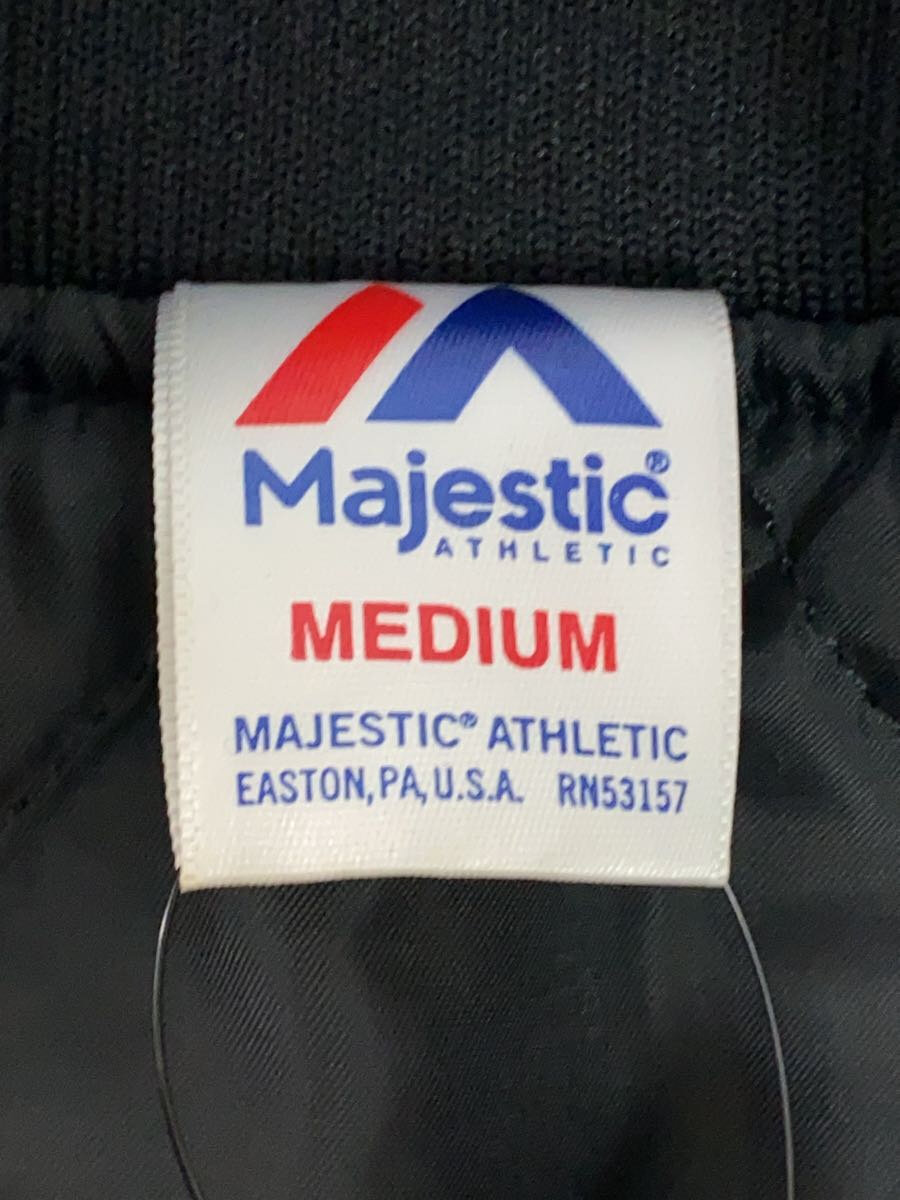 Majestic®
ATHLETIC
MEDIUM
MAJESTIC® ATHLETIC
EASTON, PA, U.S.A. RN53157